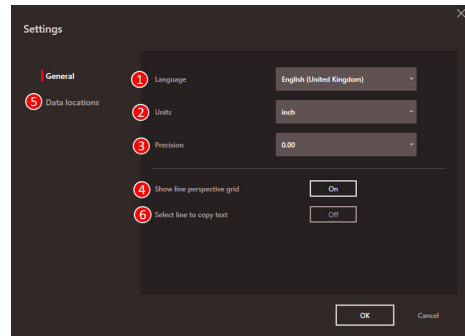 Settings
General
1 Language English (United Kingdom)
5 Data locations
2 Units inch
3 Precision 0.00
4 Show line perspective grid On
6 Select line to copy text Off
OK Cancel